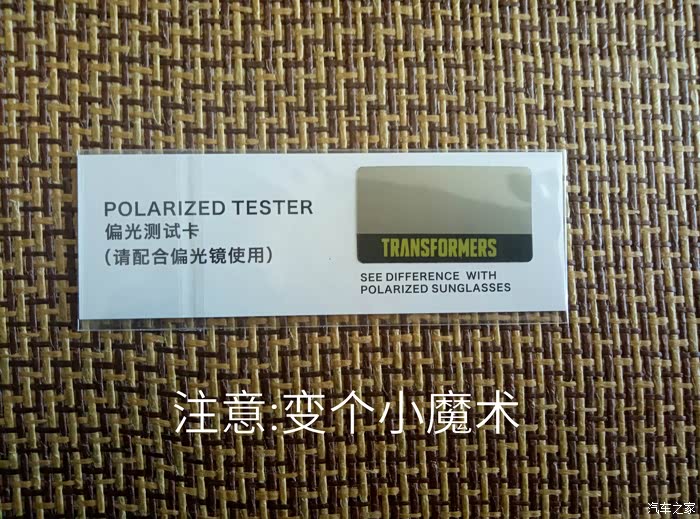 POLARIZED TESTER
偏光测试卡
（请配合偏光镜使用）
TRANSFORMERS
SEE DIFFERENCE WITH
POLARIZED SUNGLASSES
注意:变个小魔术
汽车之家